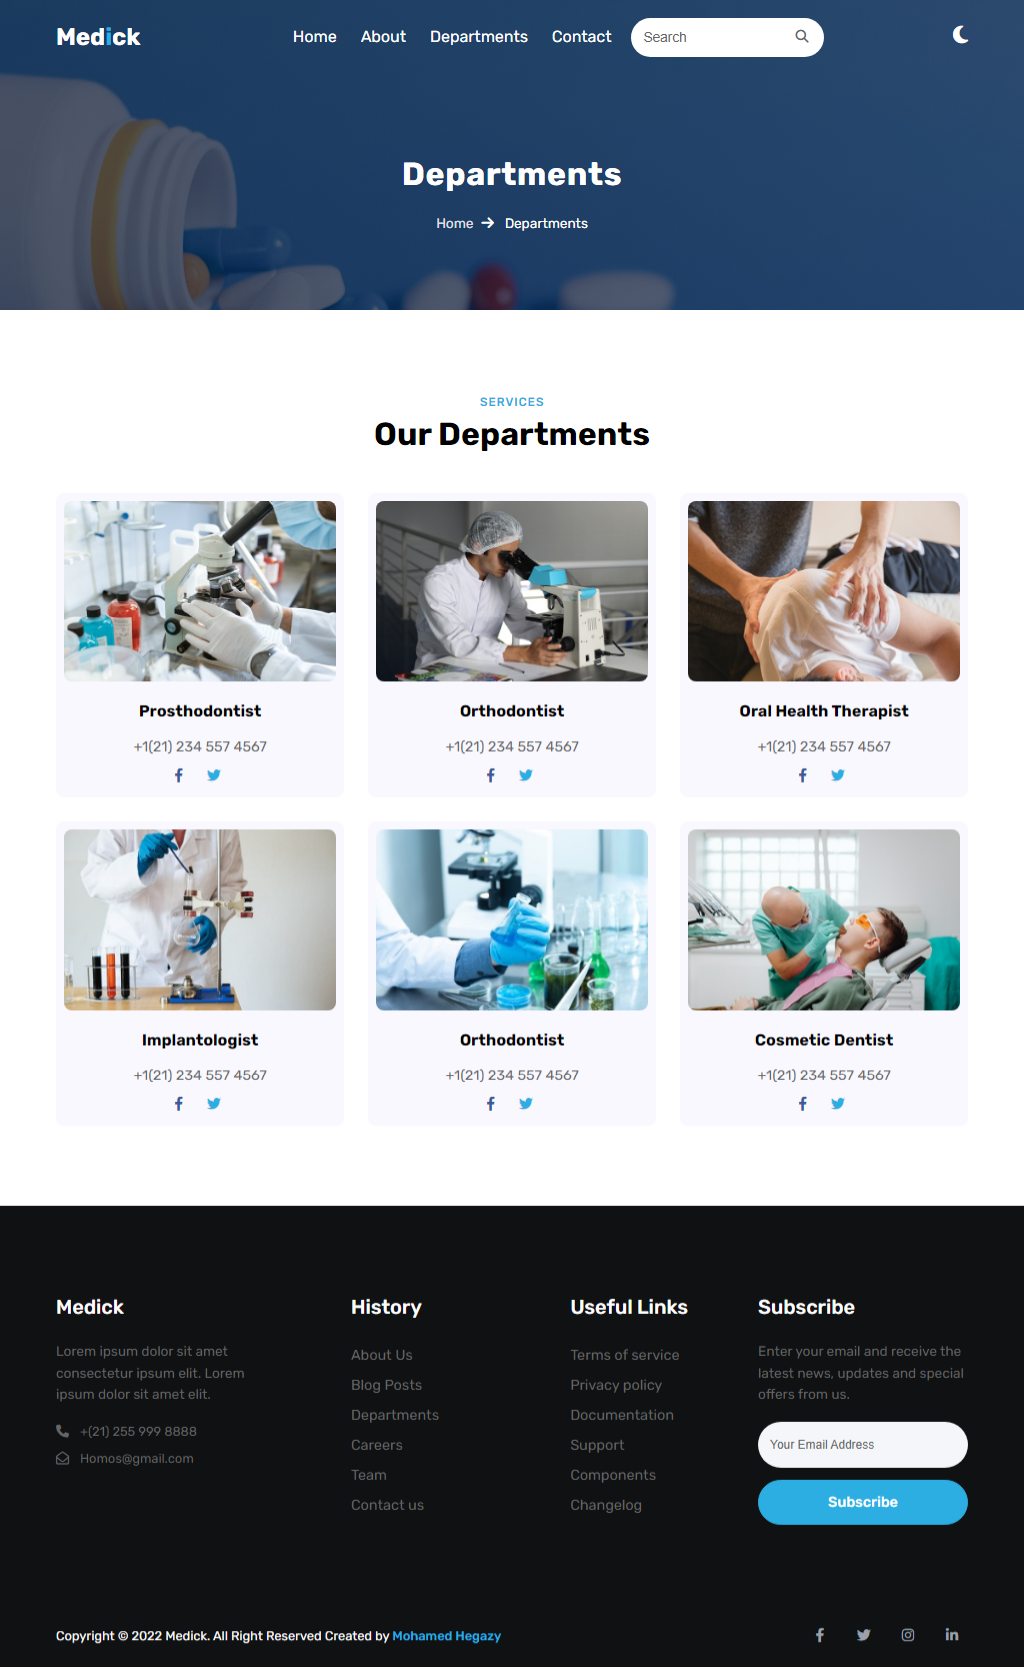 Medick
Home About Departments Contact Search
Departments
Home Departments
SERVICES
Our Departments
Prosthodontist
+1(21) 234 557 4567
Orthodontist
+1(21) 234 557 4567
Oral Health Therapist
+1(21) 234 557 4567
Implantologist
+1(21) 234 557 4567
Orthodontist
+1(21) 234 557 4567
Cosmetic Dentist
+1(21) 234 557 4567
Medick
Lorem ipsum dolor sit amet
consectetur ipsum elit. Lorem
ipsum dolor sit amet elit.
+(21) 255 999 8888
Homos@gmail.com
History
About Us
Blog Posts
Departments
Careers
Team
Contact us
Useful Links
Terms of service
Privacy policy
Documentation
Support
Components
Changelog
Subscribe
Enter your email and receive the
latest news, updates and special
offers from us.
Your Email Address
Subscribe
Copyright © 2022 Medick. All Right Reserved Created by Mohamed Hegazy